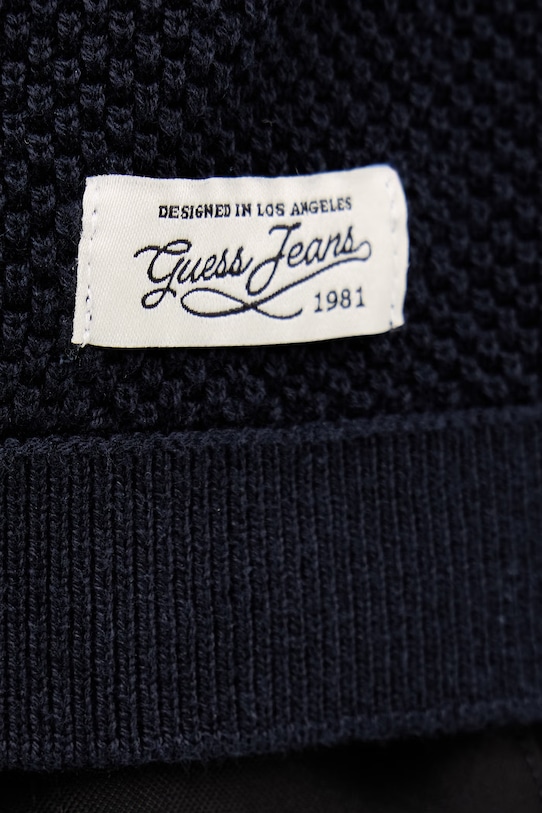 DESIGNED IN LOS ANGELES
Guess Jeans
1981